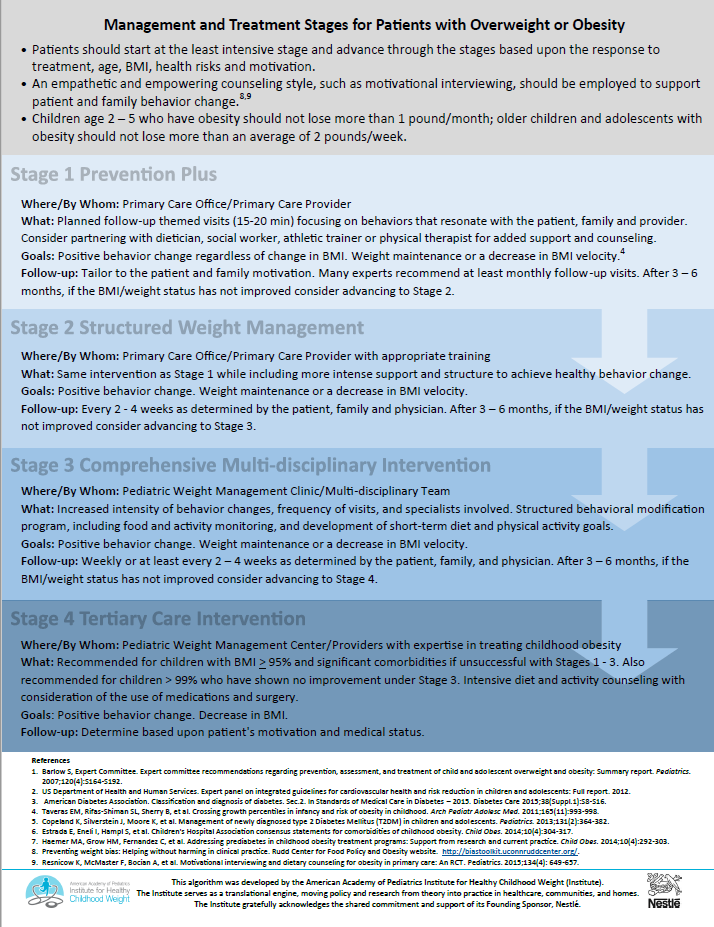 Management and Treatment Stages for Patients with Overweight or Obesity
• Patients should start at the least intensive stage and advance through the stages based upon the response to
treatment, age, BMI, health risks and motivation.
• An empathetic and empowering counseling style, such as motivational interviewing, should be employed to support
patient and family behavior change.8,9
• Children age 2 – 5 who have obesity should not lose more than 1 pound/month; older children and adolescents with
obesity should not lose more than an average of 2 pounds/week.
Stage 1 Prevention Plus
Where/By Whom: Primary Care Office/Primary Care Provider
What: Planned follow-up themed visits (15-20 min) focusing on behaviors that resonate with the patient, family and provider.
Consider partnering with dietician, social worker, athletic trainer or physical therapist for added support and counseling.
Goals: Positive behavior change regardless of change in BMI. Weight maintenance or a decrease in BMI velocity.4
Follow-up: Tailor to the patient and family motivation. Many experts recommend at least monthly follow-up visits. After 3 – 6
months, if the BMI/weight status has not improved consider advancing to Stage 2.
Stage 2 Structured Weight Management
Where/By Whom: Primary Care Office/Primary Care Provider with appropriate training
What: Same intervention as Stage 1 while including more intense support and structure to achieve healthy behavior change.
Goals: Positive behavior change. Weight maintenance or a decrease in BMI velocity.
Follow-up: Every 2 - 4 weeks as determined by the patient, family and physician. After 3 – 6 months, if the BMI/weight status has
not improved consider advancing to Stage 3.
Stage 3 Comprehensive Multi-disciplinary Intervention
Where/By Whom: Pediatric Weight Management Clinic/Multi-disciplinary Team
What: Increased intensity of behavior changes, frequency of visits, and specialists involved. Structured behavioral modification
program, including food and activity monitoring, and development of short-term diet and physical activity goals.
Goals: Positive behavior change. Weight maintenance or a decrease in BMI velocity.
Follow-up: Weekly or at least every 2 – 4 weeks as determined by the patient, family, and physician. After 3 – 6 months, if the
BMI/weight status has not improved consider advancing to Stage 4.
Stage 4 Tertiary Care Intervention
Where/By Whom: Pediatric Weight Management Center/Providers with expertise in treating childhood obesity
What: Recommended for children with BMI ≥ 95% and significant comorbidities if unsuccessful with Stages 1 - 3. Also
recommended for children > 99% who have shown no improvement under Stage 3. Intensive diet and activity counseling with
consideration of the use of medications and surgery.
Goals: Positive behavior change. Decrease in BMI.
Follow-up: Determine based upon patient's motivation and medical status.
References
1. Barlow S, Expert Committee. Expert committee recommendations regarding prevention, assessment, and treatment of child and adolescent overweight and obesity: Summary report. Pediatrics.
2007;120(4):S164-S192.
2. US Department of Health and Human Services. Expert panel on integrated guidelines for cardiovascular health and risk reduction in children and adolescents: Full report. 2012.
3. American Diabetes Association. Classification and diagnosis of diabetes. Sec.2. In Standards of Medical Care in Diabetes – 2015. Diabetes Care 2015;38(Suppl.1):S8-S16.
4. Taveras EM, Rifas-Shiman SL, Sherry B, et al. Crossing growth percentiles in infancy and risk of obesity in childhood. Arch Pediatr Adolesc Med. 2011;165(11):993-998.
5. Copeland K, Silverstein J, Moore K, et al. Management of newly diagnosed type 2 Diabetes Mellitus (T2DM) in children and adolescents. Pediatrics. 2013;131(2):364-382.
6. Estrada E, Eneli I, Hampl S, et al. Children's Hospital Association consensus statements for comorbidities of childhood obesity. Child Obes. 2014;10(4):304-317.
7. Haemer MA, Grow HM, Fernandez C, et al. Addressing prediabetes in childhood obesity treatment programs: Support from research and current practice. Child Obes. 2014;10(4):292-303.
8. Preventing weight bias: Helping without harming in clinical practice. Rudd Center for Food Policy and Obesity website. http://biastoolkit.uconnruddcenter.org/.
9. Resnicow K, McMaster F, Bocian A, et al. Motivational interviewing and dietary counseling for obesity in primary care: An RCT. Pediatrics. 2015;134(4): 649-657.
American Academy of Pediatrics
Institute for Healthy
Childhood Weight
This algorithm was developed by the American Academy of Pediatrics Institute for Healthy Childhood Weight (Institute).
The Institute serves as a translational engine, moving policy and research from theory into practice in healthcare, communities, and homes.
The Institute gratefully acknowledges the shared commitment and support of its Founding Sponsor, Nestlé.
Nestlé